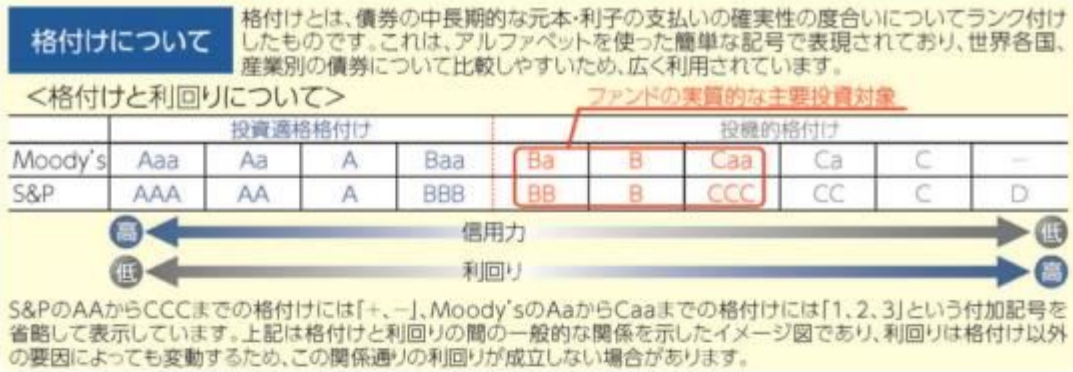 格付けについて
格付けとは、債券の中長期的な元本・利子の支払いの確実性の度合いについてランク付け
したものです。これは、アルファベットを使った簡単な記号で表現されており、世界各国、
産業別の債券について比較しやすいため、広く利用されています。
<格付けと利回りについて>
ファンドの実質的な主要投資対象
投資適格格付け 投機的格付け
Moody's Aaa Aa A Baa Ba B Caa Ca C －
S&P AAA AA A BBB BB B CCC CC C D
高 信用力 低
低 利回り 高
S&PのAAからCCCまでの格付けには「+、−」、Moody'sのAaからCaaまでの格付けには「1、2、3」という付加記号を
省略して表示しています。上記は格付けと利回りの間の一般的な関係を示したイメージ図であり、利回りは格付け以外
の要因によっても変動するため、この関係通りの利回りが成立しない場合があります。